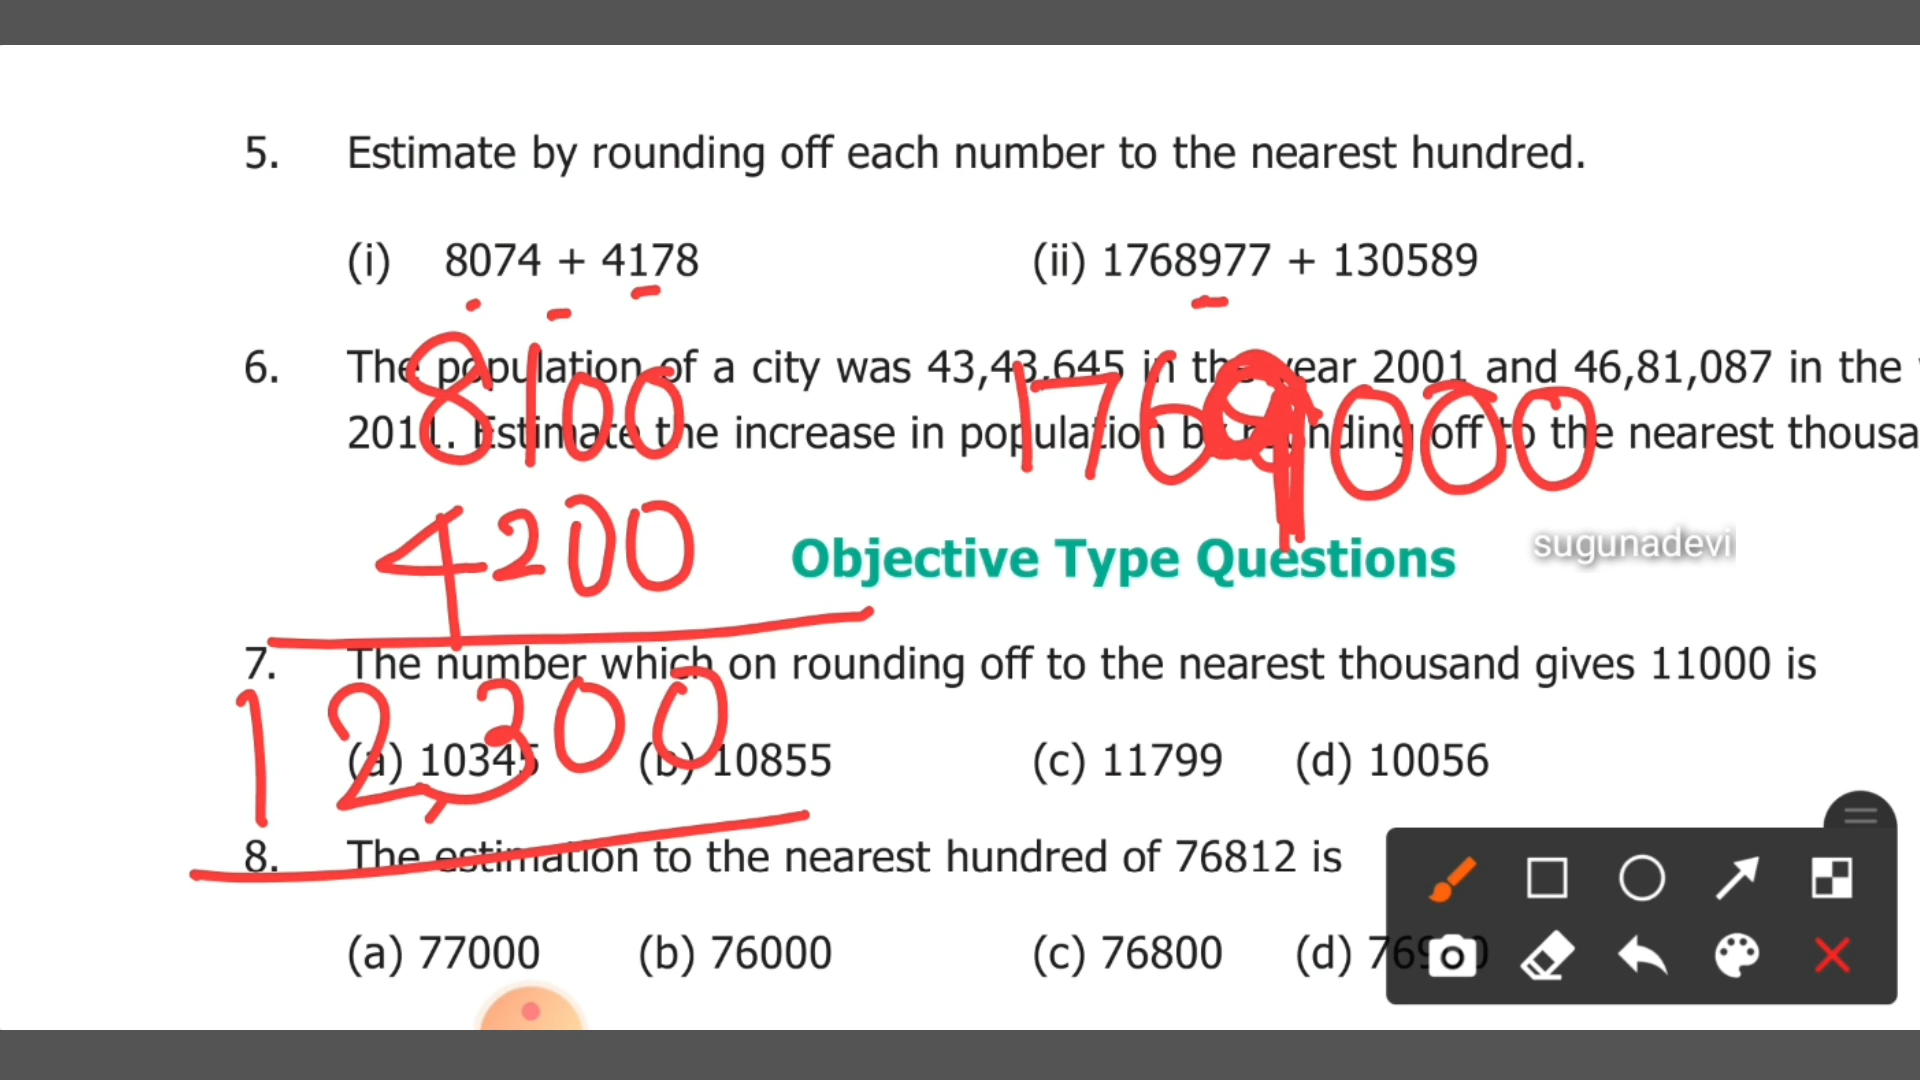 5. Estimate by rounding off each number to the nearest hundred.
(i) 8074 + 4178 (ii) 1768977 + 130589
6. The population of a city was 43,43,645 in the year 2001 and 46,81,087 in the
2011. Estimate the increase in population by rounding off to the nearest thousa
8100 1769000
4200
Objective Type Questions sugunadevi
7. The number which on rounding off to the nearest thousand gives 11000 is
12,300
(a) 10345 (b) 10855 (c) 11799 (d) 10056
8. The estimation to the nearest hundred of 76812 is
(a) 77000 (b) 76000 (c) 76800 (d)